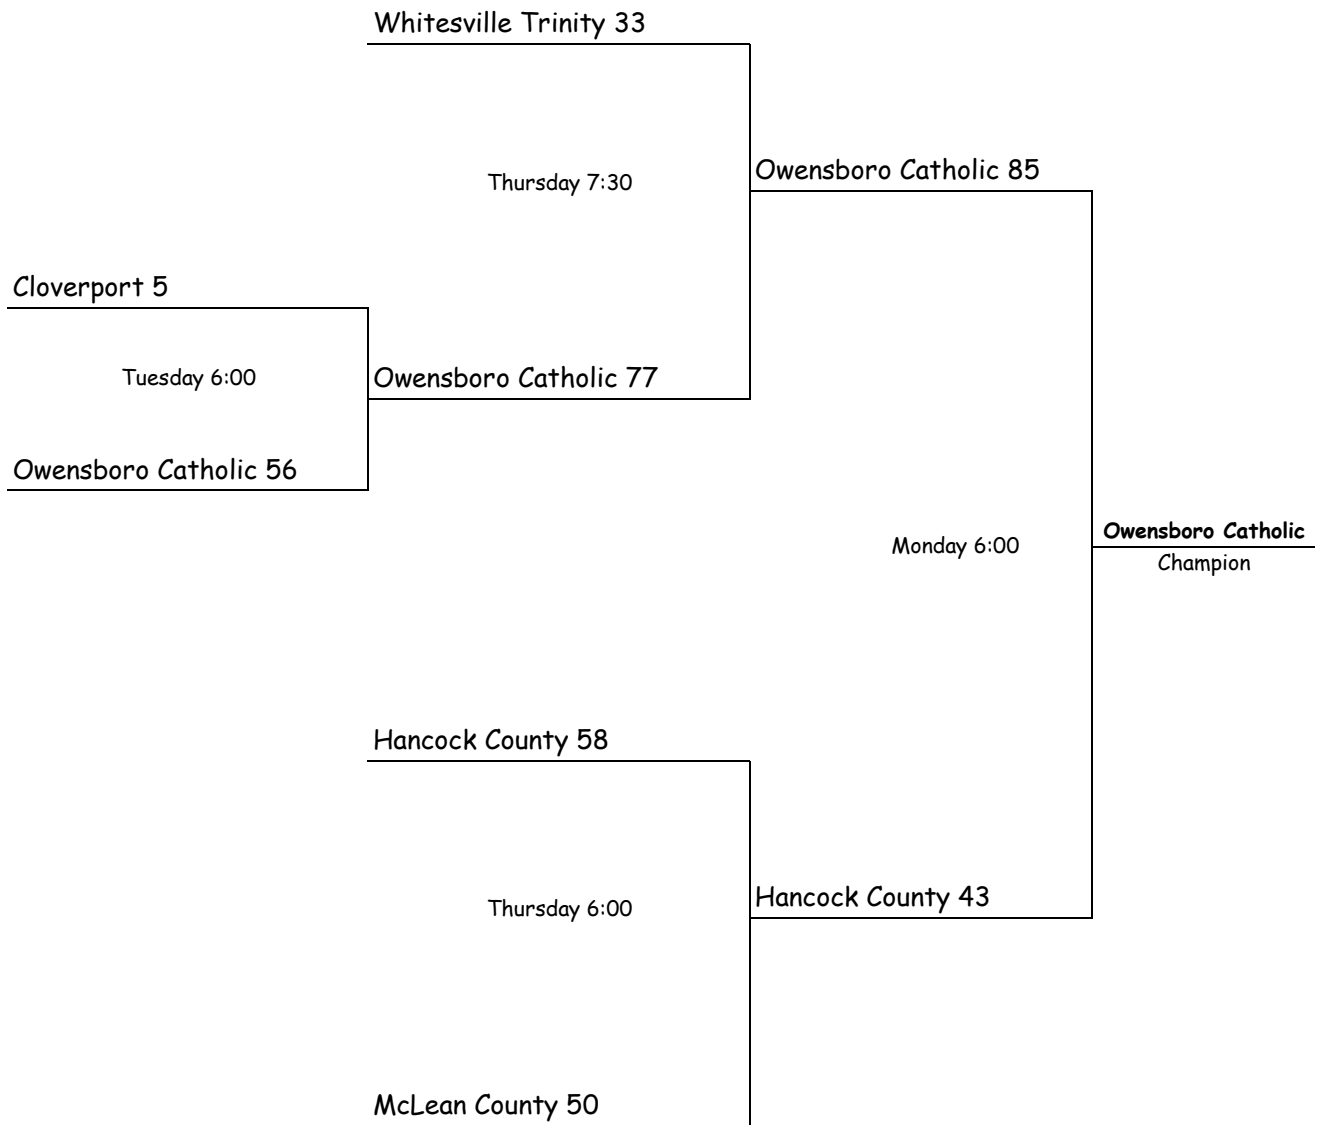 Whitesville Trinity 33
Thursday 7:30
Owensboro Catholic 85
Cloverport 5
Tuesday 6:00
Owensboro Catholic 77
Owensboro Catholic 56
Owensboro Catholic
Monday 6:00
Champion
Hancock County 58
Hancock County 43
Thursday 6:00
McLean County 50